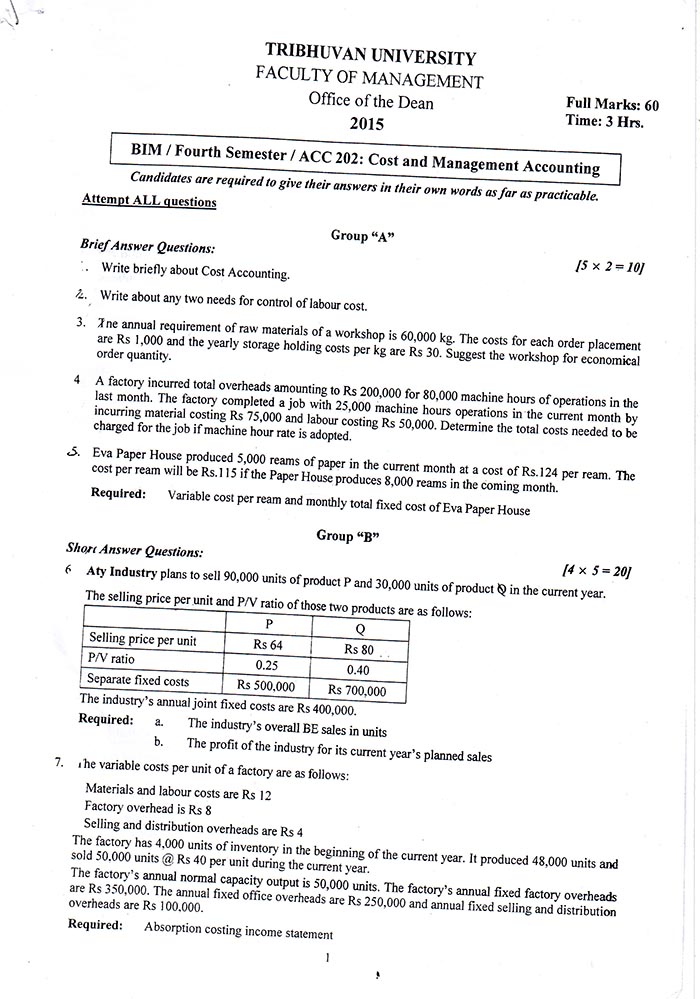 TRIBHUVAN UNIVERSITY
FACULTY OF MANAGEMENT
Office of the Dean
2015
Full Marks: 60
Time: 3 Hrs.
BIM / Fourth Semester / ACC 202: Cost and Management Accounting
Candidates are required to give their answers in their own words as far as practicable.
Attempt ALL questions
Group “A”
Brief Answer Questions:
[5 × 2 = 10]
Write briefly about Cost Accounting.
2. Write about any two needs for control of labour cost.
3. The annual requirement of raw materials of a workshop is 60,000 kg. The costs for each order placement
are Rs 1,000 and the yearly storage holding costs per kg are Rs 30. Suggest the workshop for economical
order quantity.
4 A factory incurred total overheads amounting to Rs 200,000 for 80,000 machine hours of operations in the
last month. The factory completed a job with 25,000 machine hours operations in the current month by
incurring material costing Rs 75,000 and labour costing Rs 50,000. Determine the total costs needed to be
charged for the job if machine hour rate is adopted.
5. Eva Paper House produced 5,000 reams of paper in the current month at a cost of Rs.124 per ream. The
cost per ream will be Rs.115 if the Paper House produces 8,000 reams in the coming month.
Required: Variable cost per ream and monthly total fixed cost of Eva Paper House
Group “B”
Short Answer Questions:
[4 × 5 = 20]
6 Aty Industry plans to sell 90,000 units of product P and 30,000 units of product Q in the current year.
The selling price per unit and P/V ratio of those two products are as follows:
P Q
Selling price per unit Rs 64 Rs 80
P/V ratio 0.25 0.40
Separate fixed costs Rs 500,000 Rs 700,000
The industry’s annual joint fixed costs are Rs 400,000.
Required: a. The industry’s overall BE sales in units
b. The profit of the industry for its current year’s planned sales
7. The variable costs per unit of a factory are as follows:
Materials and labour costs are Rs 12
Factory overhead is Rs 8
Selling and distribution overheads are Rs 4
The factory has 4,000 units of inventory in the beginning of the current year. It produced 48,000 units and
sold 50,000 units @ Rs 40 per unit during the current year.
The factory’s annual normal capacity output is 50,000 units. The factory’s annual fixed factory overheads
are Rs 350,000. The annual fixed office overheads are Rs 250,000 and annual fixed selling and distribution
overheads are Rs 100,000.
Required: Absorption costing income statement
1